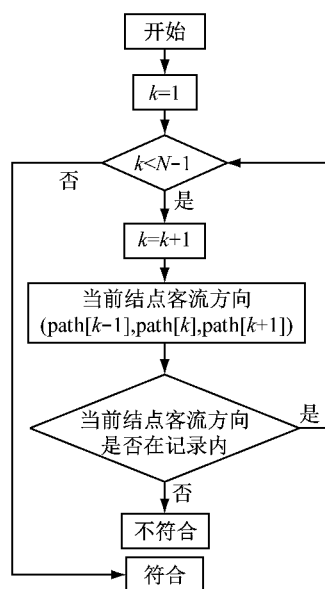 开始
k=1
k<N-1
否
是
k=k+1
当前结点客流方向
(path[k-1],path[k],path[k+1])
当前结点客流方向
是否在记录内
是
否
不符合
符合